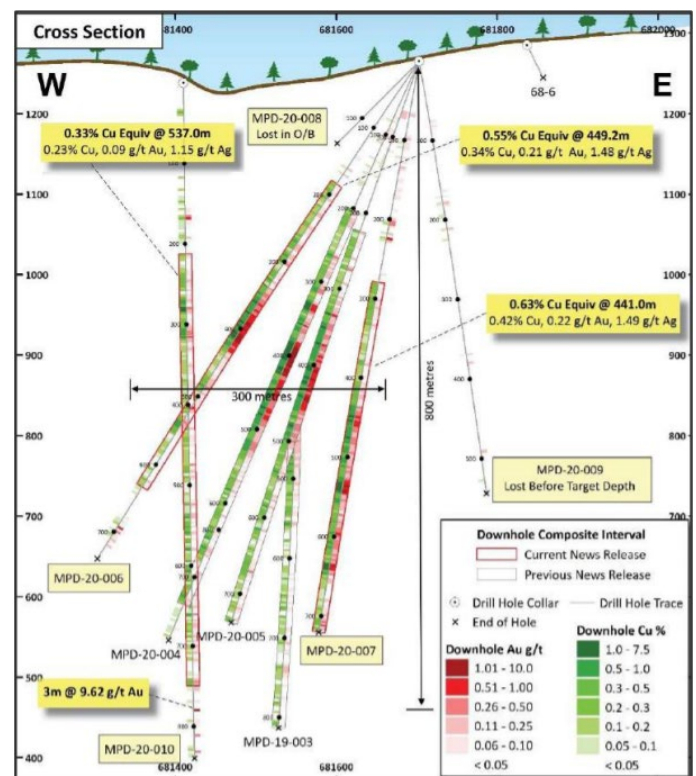 Cross Section
681400
681600
681800
682000
1300
W
E
68-6
MPD-20-008
Lost in O/B
0.33% Cu Equiv @ 537.0m
0.23% Cu, 0.09 g/t Au, 1.15 g/t Ag
0.55% Cu Equiv @ 449.2m
0.34% Cu, 0.21 g/t Au, 1.48 g/t Ag
1200
1100
1000
0.63% Cu Equiv @ 441.0m
0.42% Cu, 0.22 g/t Au, 1.49 g/t Ag
900
300 metres
800 metres
800
MPD-20-009
Lost Before Target Depth
700
MPD-20-006
600
MPD-20-004
MPD-20-005
MPD-20-007
500
3m @ 9.62 g/t Au
MPD-20-010
MPD-19-003
400
681400
681600
Downhole Composite Interval
Current News Release
Previous News Release
Drill Hole Collar
Drill Hole Trace
End of Hole
Downhole Au g/t
1.01 - 10.0
0.51 - 1.00
0.26 - 0.50
0.11 - 0.25
0.06 - 0.10
< 0.05
Downhole Cu %
1.0 - 7.5
0.5 - 1.0
0.3 - 0.5
0.2 - 0.3
0.1 - 0.2
0.05 - 0.1
< 0.05